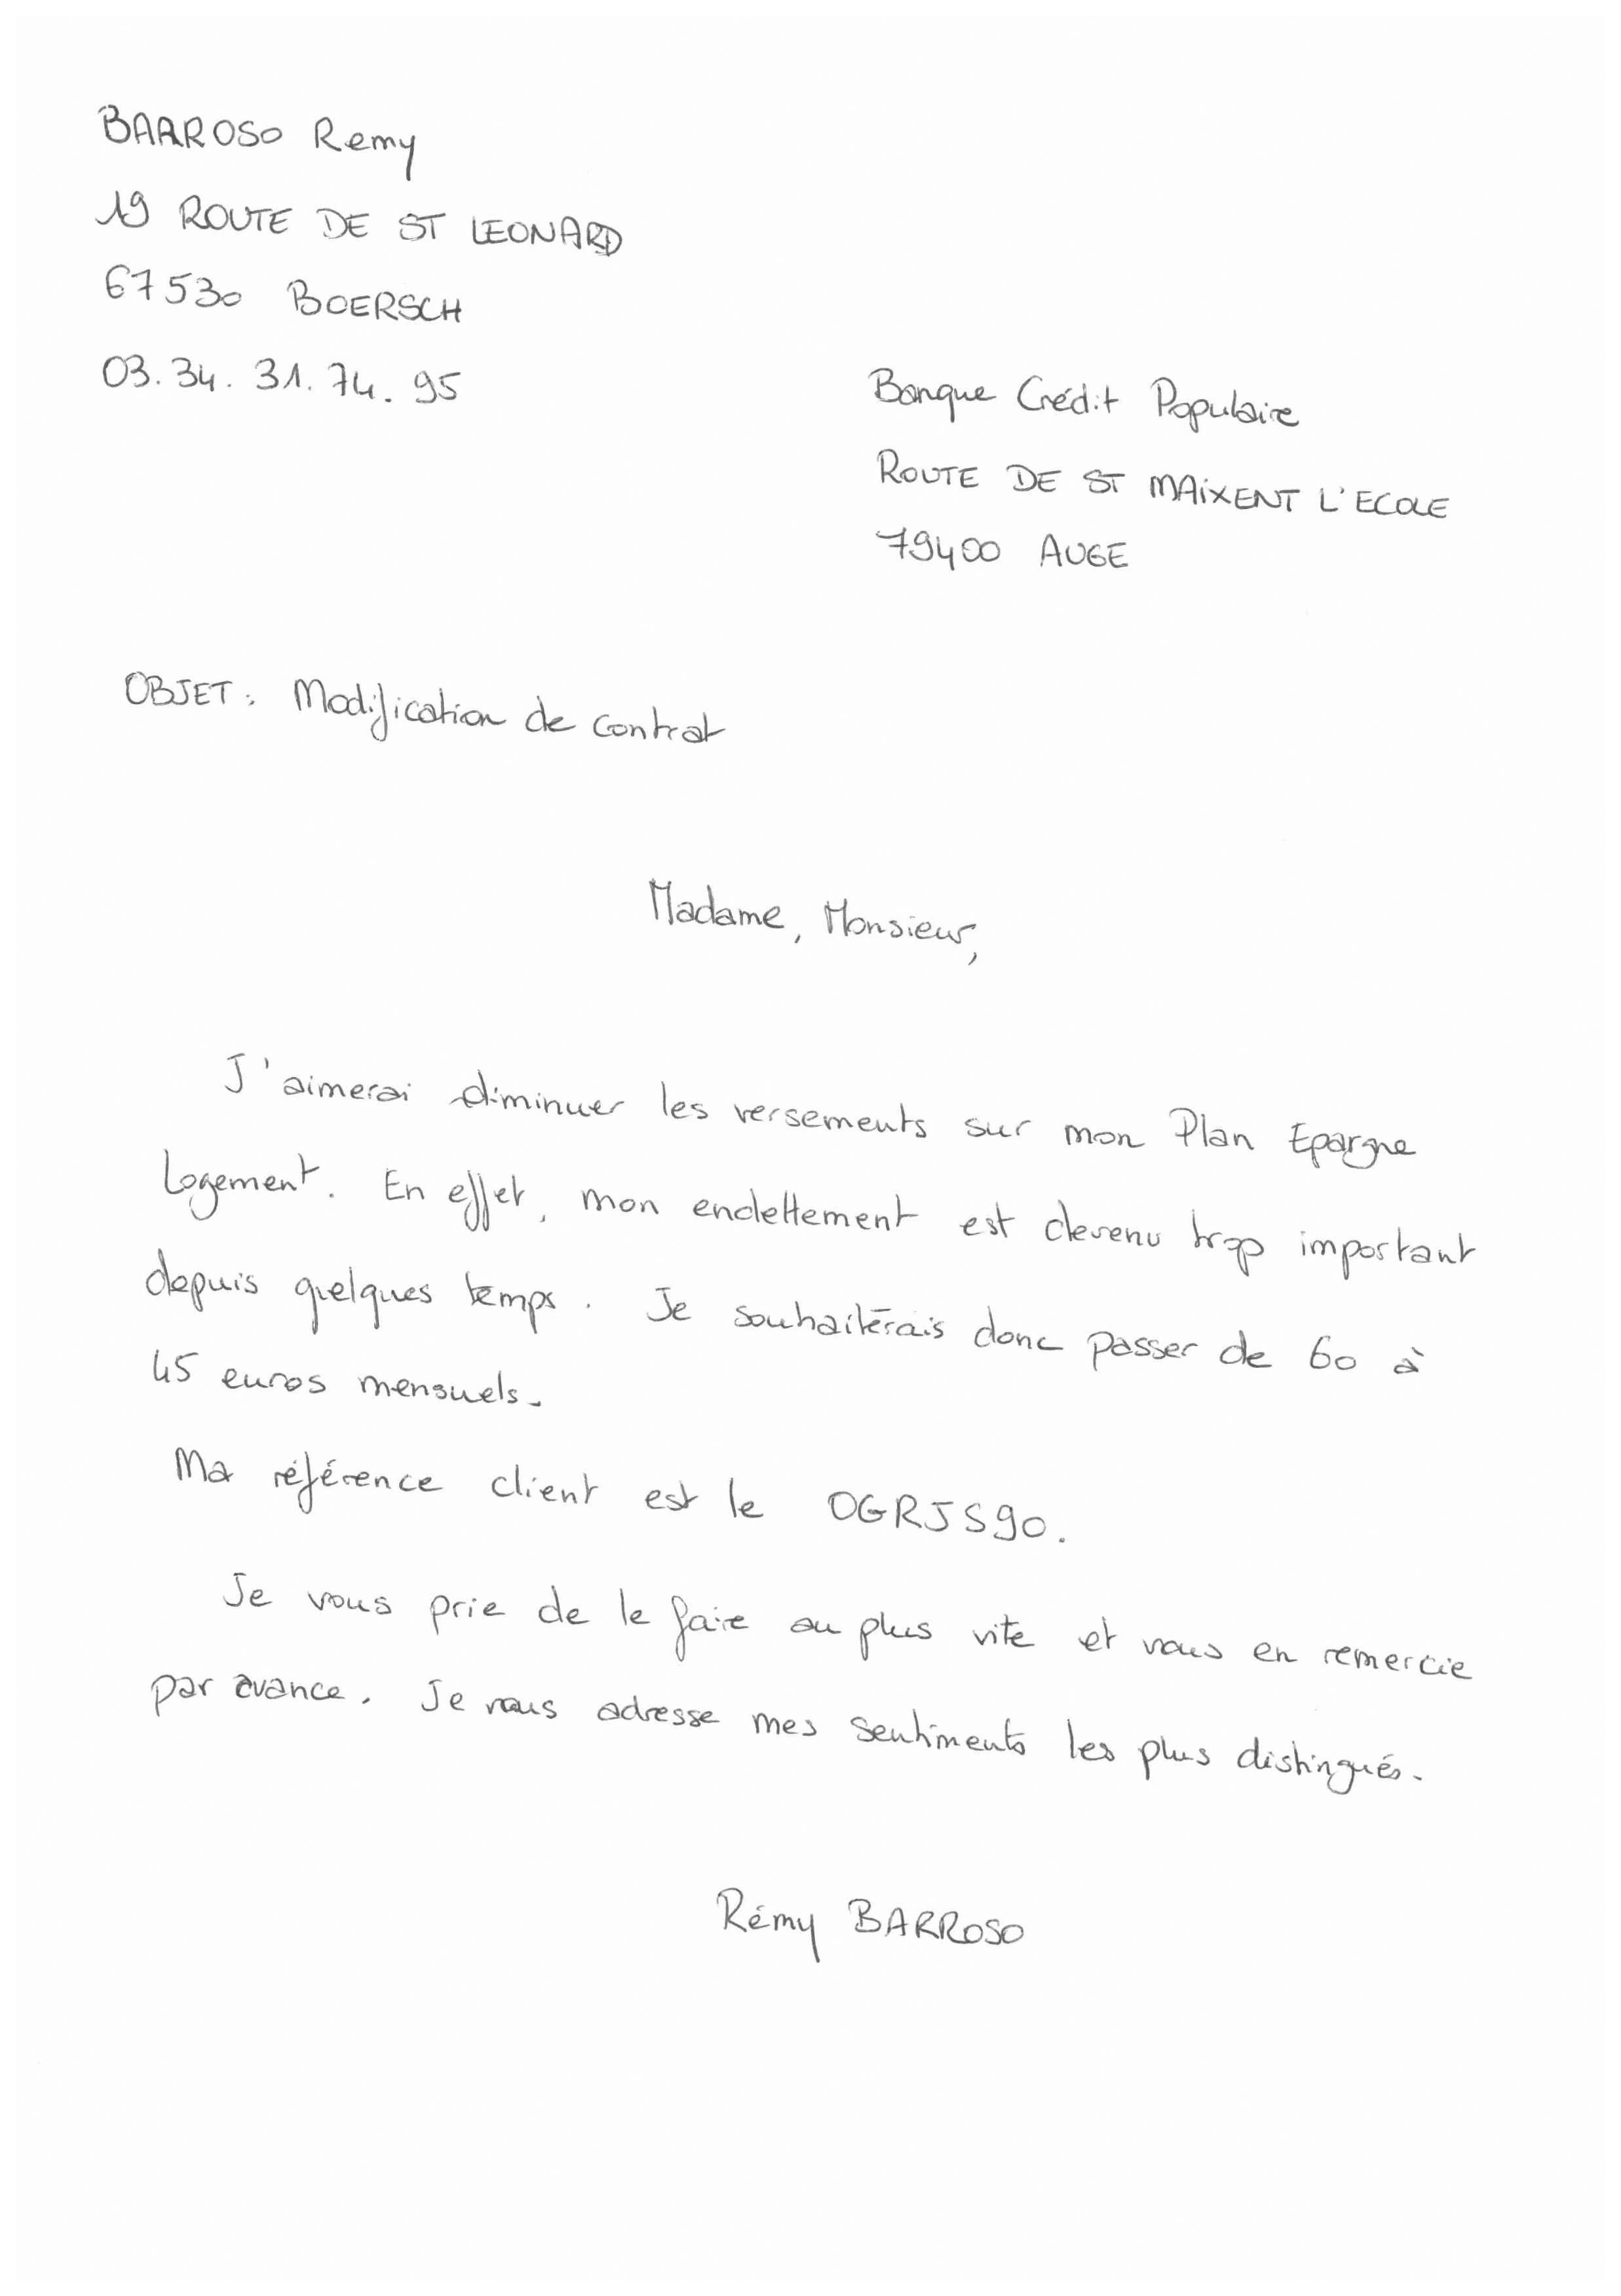 BARROSO Remy
19 ROUTE DE ST LEONARD
67530 BOERSCH
03.34.31.74.95
Banque Crédit Populaire
ROUTE DE ST MAIXENT L'ECOLE
79400 AUGE
OBJET : Modification de contrat
Madame, Monsieur,
J'aimerai diminuer les versements sur mon Plan Epargne
Logement. En effet, mon endettement est devenu trop important
depuis quelques temps. Je souhaiterais donc passer de 60 à
45 euros mensuels.
Ma référence client est le OGRJS90.
Je vous prie de le faire au plus vite et vous en remercie
par avance. Je vous adresse mes sentiments les plus distingués.
Rémy BARROSO